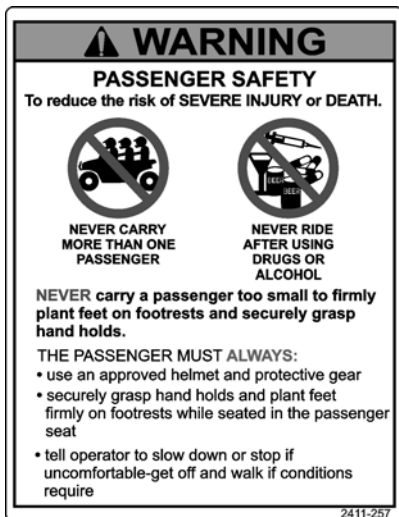 WARNING
PASSENGER SAFETY
To reduce the risk of SEVERE INJURY or DEATH.
BEER
BEER
NEVER CARRY
MORE THAN ONE
PASSENGER
NEVER RIDE
AFTER USING
DRUGS OR
ALCOHOL
NEVER carry a passenger too small to firmly
plant feet on footrests and securely grasp
hand holds.
THE PASSENGER MUST ALWAYS:
• use an approved helmet and protective gear
• securely grasp hand holds and plant feet
firmly on footrests while seated in the passenger
seat
• tell operator to slow down or stop if
uncomfortable-get off and walk if conditions
require
2411-257